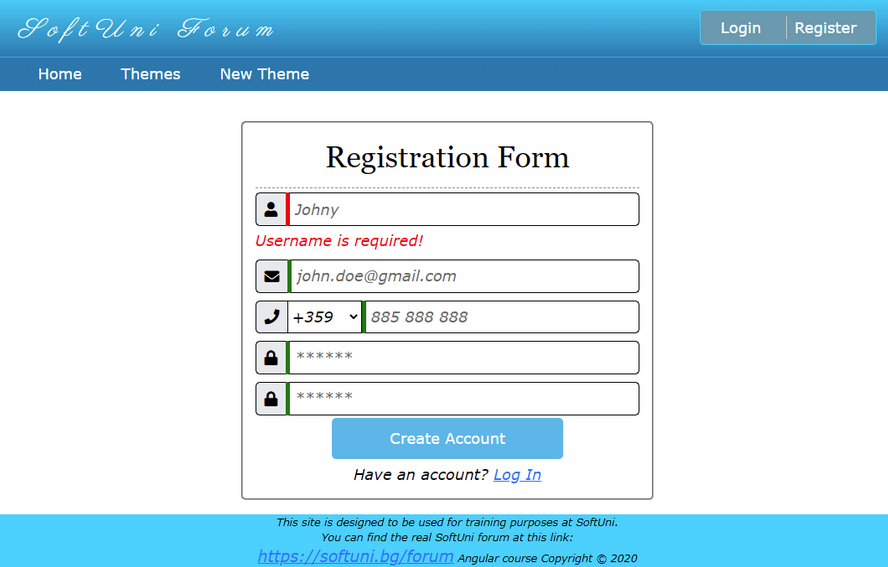 SoftUni Forum
Login Register
Home Themes New Theme
Registration Form
Johny
Username is required!
john.doe@gmail.com
+359 885 888 888
******
******
Create Account
Have an account? Log In
This site is designed to be used for training purposes at SoftUni.
You can find the real SoftUni forum at this link:
https://softuni.bg/forum Angular course Copyright © 2020